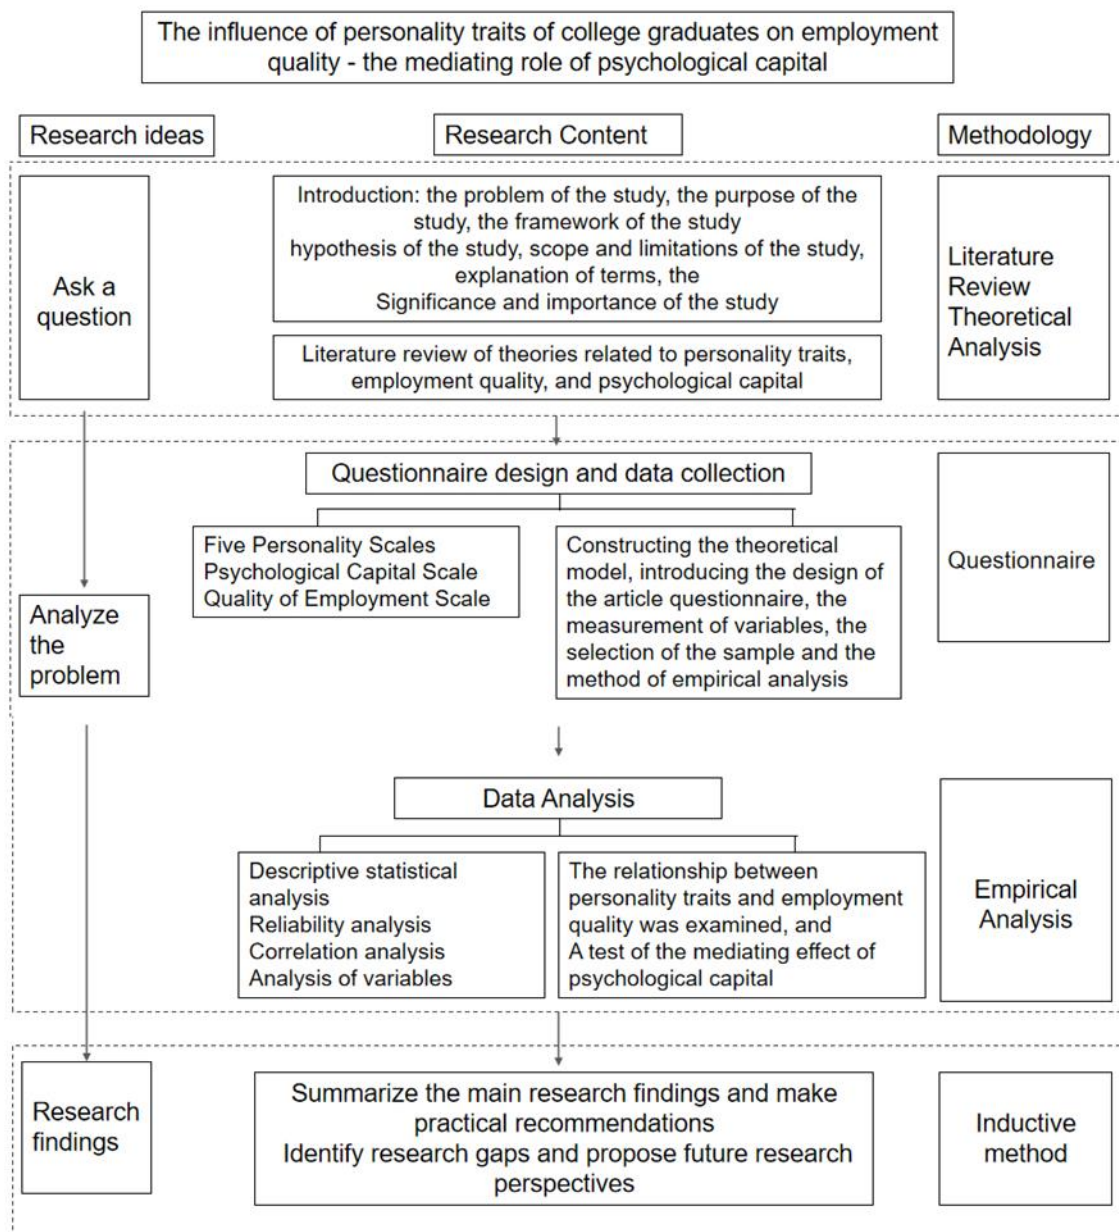 The influence of personality traits of college graduates on employment
quality - the mediating role of psychological capital
Research ideas
Research Content
Methodology
Ask a
question
Introduction: the problem of the study, the purpose of the
study, the framework of the study
hypothesis of the study, scope and limitations of the study,
explanation of terms, the
Significance and importance of the study
Literature review of theories related to personality traits,
employment quality, and psychological capital
Literature
Review
Theoretical
Analysis
Analyze
the
problem
Questionnaire design and data collection
Five Personality Scales
Psychological Capital Scale
Quality of Employment Scale
Constructing the theoretical
model, introducing the design of
the article questionnaire, the
measurement of variables, the
selection of the sample and the
method of empirical analysis
Questionnaire
Data Analysis
Descriptive statistical
analysis
Reliability analysis
Correlation analysis
Analysis of variables
The relationship between
personality traits and employment
quality was examined, and
A test of the mediating effect of
psychological capital
Empirical
Analysis
Research
findings
Summarize the main research findings and make
practical recommendations
Identify research gaps and propose future research
perspectives
Inductive
method